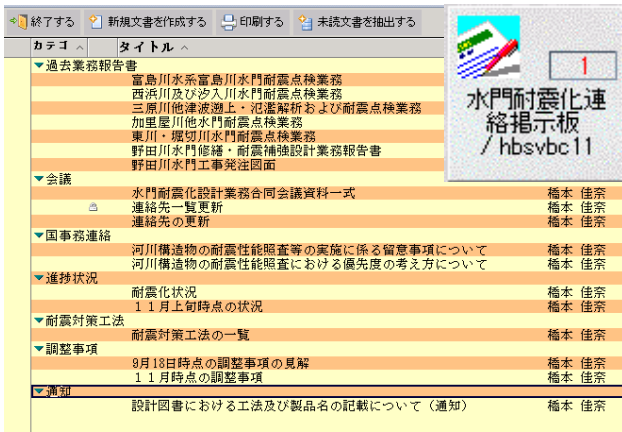 終了する 新規文書を作成する 印刷する 未読文書を抽出する
カテゴ タイトル
過去業務報告書
富島川水系富島川水門耐震点検業務
西浜川及び汐入川水門耐震点検業務
三原川他津波遡上・氾濫解析および耐震点検業務
加里屋川他水門耐震点検業務
東川・堀切川水門耐震点検業務
野田川水門修繕・耐震補強設計業務報告書
野田川水門工事発注図面
会議
水門耐震化設計業務合同会議資料一式 橋本 佳奈
連絡先一覧更新 橋本 佳奈
連絡先の更新 橋本 佳奈
国事務連絡
河川構造物の耐震性能照査等の実施に係る留意事項について 橋本 佳奈
河川構造物の耐震性能照査における優先度の考え方について 橋本 佳奈
進捗状況
耐震化状況 橋本 佳奈
11月上旬時点の状況 橋本 佳奈
耐震対策工法
耐震対策工法の一覧 橋本 佳奈
調整事項
9月18日時点の調整事項の見解 橋本 佳奈
11月時点の調整事項 橋本 佳奈
通知
設計図書における工法及び製品名の記載について（通知） 橋本 佳奈
1
水門耐震化連
絡掲示板
/hbsvbc11